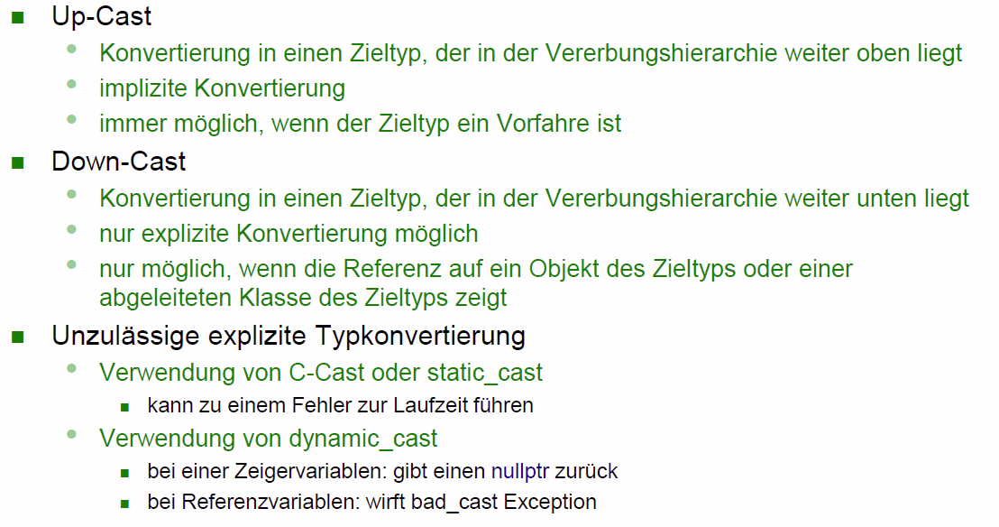 Up-Cast
Konvertierung in einen Zieltyp, der in der Vererbungshierarchie weiter oben liegt
implizite Konvertierung
immer möglich, wenn der Zieltyp ein Vorfahre ist
Down-Cast
Konvertierung in einen Zieltyp, der in der Vererbungshierarchie weiter unten liegt
nur explizite Konvertierung möglich
nur möglich, wenn die Referenz auf ein Objekt des Zieltyps oder einer
abgeleiteten Klasse des Zieltyps zeigt
Unzulässige explizite Typkonvertierung
Verwendung von C-Cast oder static_cast
kann zu einem Fehler zur Laufzeit führen
Verwendung von dynamic_cast
bei einer Zeigervariablen: gibt einen nullptr zurück
bei Referenzvariablen: wirft bad_cast Exception